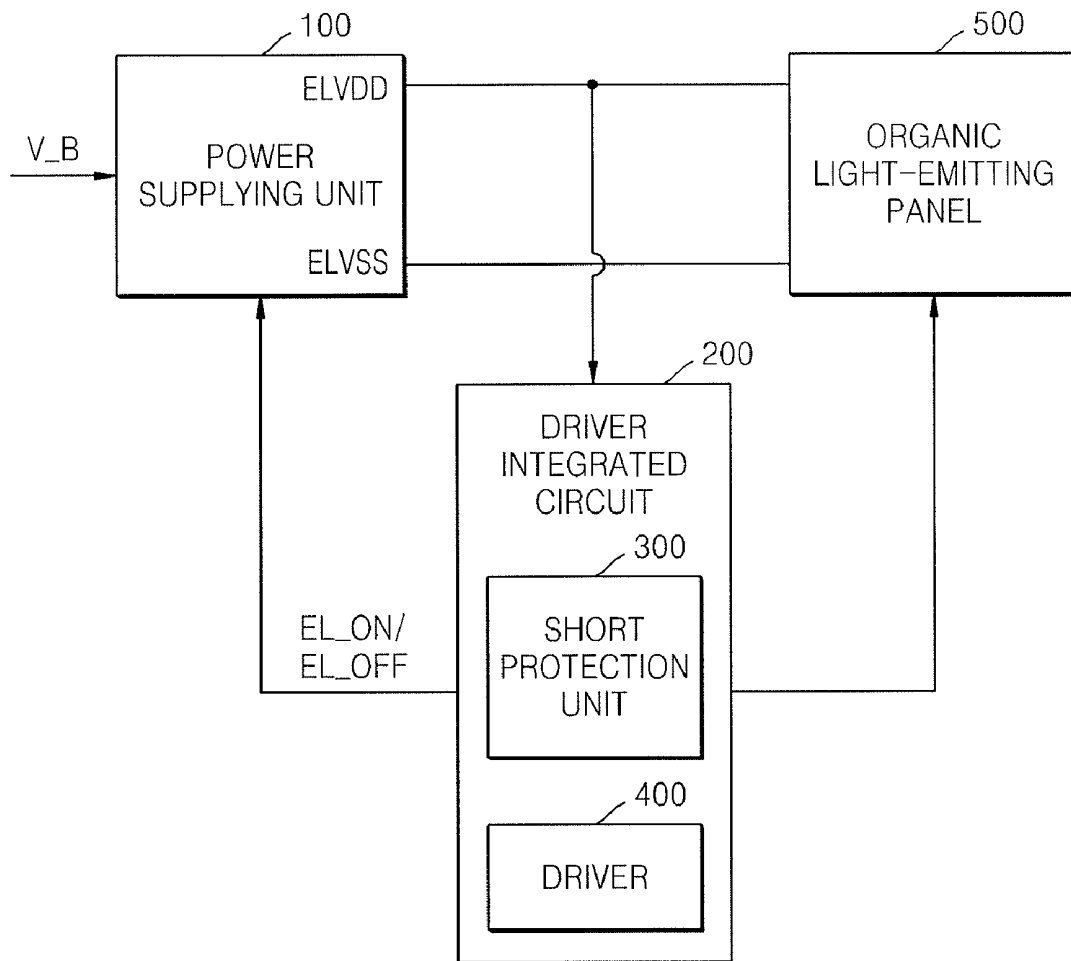 100
500
ELVDD
V_B
POWER
SUPPLYING UNIT
ORGANIC
LIGHT-EMITTING
PANEL
ELVSS
200
DRIVER
INTEGRATED
CIRCUIT
300
EL_ON/
EL_OFF
SHORT
PROTECTION
UNIT
400
DRIVER